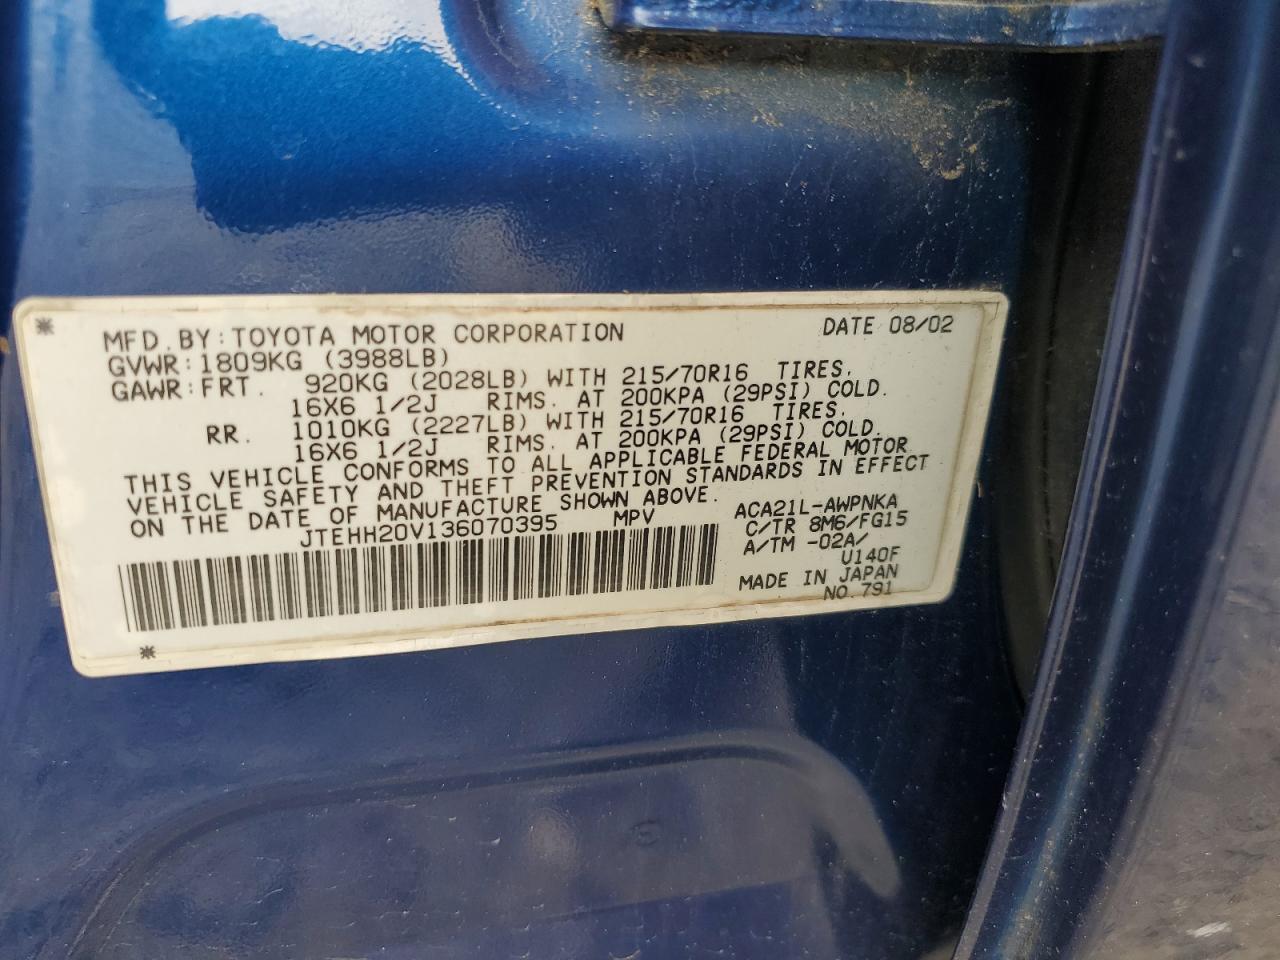 MFD. BY: TOYOTA MOTOR CORPORATION DATE 08/02
GVWR: 1809KG (3988LB)
GAWR: FRT. 920KG (2028LB) WITH 215/70R16 TIRES,
16X6 1/2J RIMS, AT 200KPA (29PSI) COLD.
RR. 1010KG (2227LB) WITH 215/70R16 TIRES,
16X6 1/2J RIMS, AT 200KPA (29PSI) COLD.
THIS VEHICLE CONFORMS TO ALL APPLICABLE FEDERAL MOTOR
VEHICLE SAFETY AND THEFT PREVENTION STANDARDS IN EFFECT
ON THE DATE OF MANUFACTURE SHOWN ABOVE.
JTEHH20V136070395 MPV
ACA21L-AWPNKA
C/TR 8M6/FG15
A/TM -02A/
U140F
MADE IN JAPAN
NO. 791